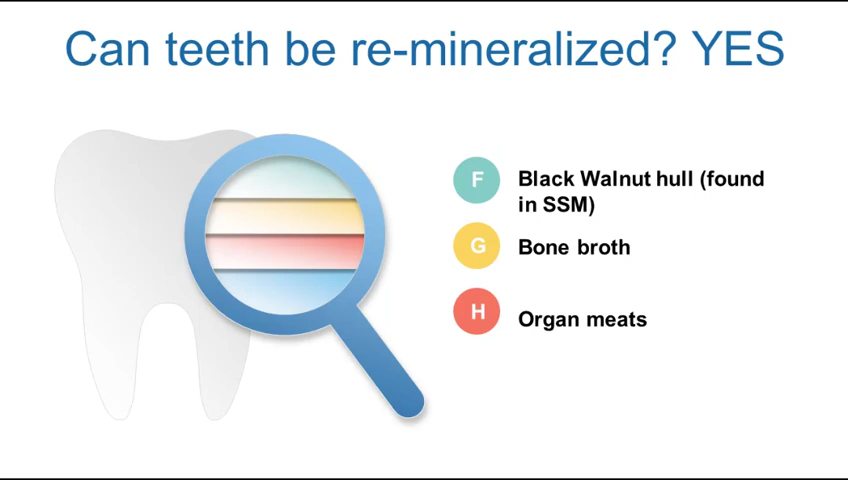 Can teeth be re-mineralized? YES
F
Black Walnut hull (found
in SSM)
G
Bone broth
H
Organ meats